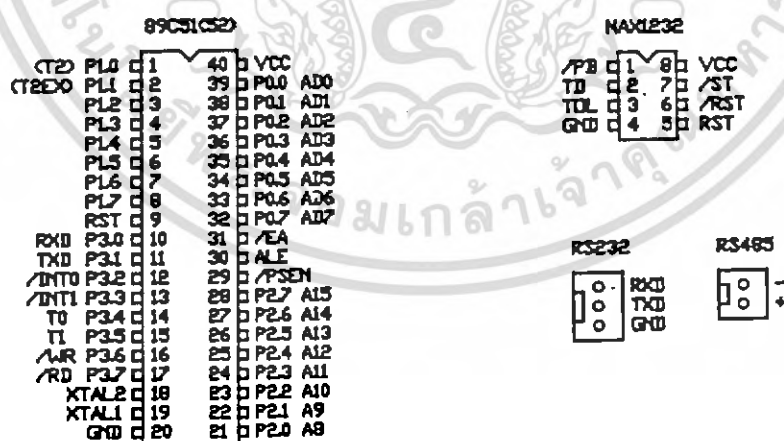 89C51(52)
(T2) P1.0 1 40 VCC
(T2EX) P1.1 2 39 P0.0 AD0
P1.2 3 38 P0.1 AD1
P1.3 4 37 P0.2 AD2
P1.4 5 36 P0.3 AD3
P1.5 6 35 P0.4 AD4
P1.6 7 34 P0.5 AD5
P1.7 8 33 P0.6 AD6
RST 9 32 P0.7 AD7
RXD P3.0 10 31 /EA
TXD P3.1 11 30 ALE
/INT0 P3.2 12 29 /PSEN
/INT1 P3.3 13 28 P2.7 A15
T0 P3.4 14 27 P2.6 A14
T1 P3.5 15 26 P2.5 A13
/WR P3.6 16 25 P2.4 A12
/RD P3.7 17 24 P2.3 A11
XTAL2 18 23 P2.2 A10
XTAL1 19 22 P2.1 A9
GND 20 21 P2.0 A8
MAX1232
/PB 1 8 VCC
TD 2 7 /ST
TOL 3 6 /RST
GND 4 5 RST
RS232
RXD
TXD
GND
RS485
-
+